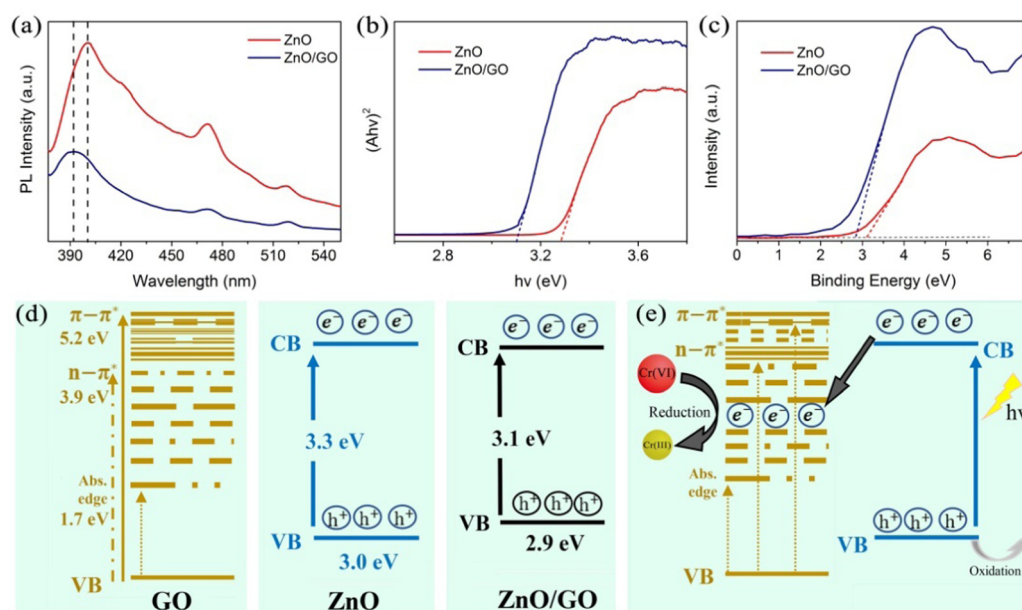 (a)
ZnO
ZnO/GO
PL Intensity (a.u.)
390 420 450 480 510 540
Wavelength (nm)
(b)
ZnO
ZnO/GO
(Ahν)²
2.4 2.8 3.2 3.6
hν (eV)
(c)
ZnO
ZnO/GO
Intensity (a.u.)
0 1 2 3 4 5 6 7
Binding Energy (eV)
(d)
π−π*
5.2 eV
n−π*
3.9 eV
Abs.
edge
1.7 eV
VB
GO
e⁻ e⁻ e⁻
CB
3.3 eV
h⁺ h⁺ h⁺
VB
3.0 eV
ZnO
e⁻ e⁻ e⁻
CB
3.1 eV
h⁺ h⁺ h⁺
VB
2.9 eV
ZnO/GO
(e)
π−π*
n−π*
Cr(VI)
Reduction
Cr(III)
e⁻ e⁻ e⁻
Abs.
edge
VB
e⁻ e⁻ e⁻
CB
hν
h⁺ h⁺ h⁺
VB
Oxidation